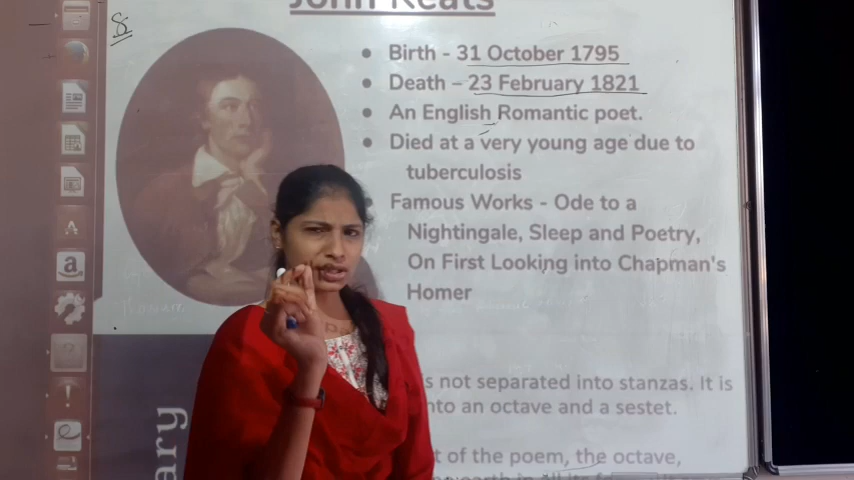 John Keats
8
Birth - 31 October 1795
Death – 23 February 1821
An English Romantic poet.
Died at a very young age due to
tuberculosis
Famous Works - Ode to a
Nightingale, Sleep and Poetry,
On First Looking into Chapman's
Homer
s not separated into stanzas. It is
nto an octave and a sestet.
t of the poem, the octave,
ary